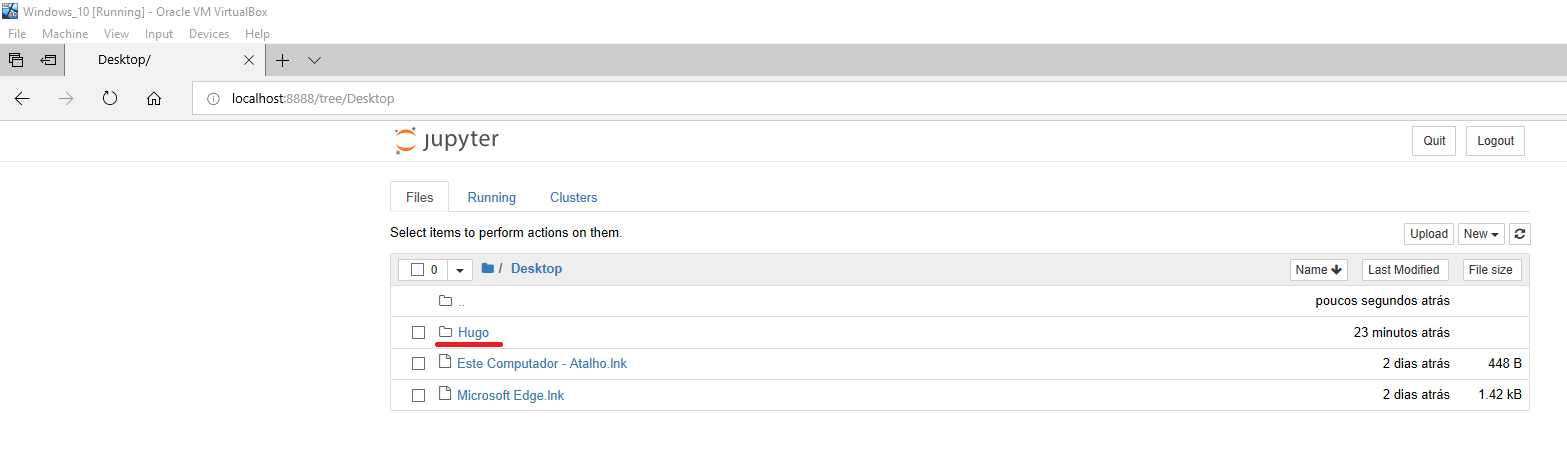 Windows_10 [Running] - Oracle VM VirtualBox
File Machine View Input Devices Help
Desktop/
localhost:8888/tree/Desktop
jupyter
Quit Logout
Files Running Clusters
Select items to perform actions on them.
Upload New
0 / Desktop Name Last Modified File size
.. poucos segundos atrás
Hugo 23 minutos atrás
Este Computador - Atalho.lnk 2 dias atrás 448 B
Microsoft Edge.lnk 2 dias atrás 1.42 kB